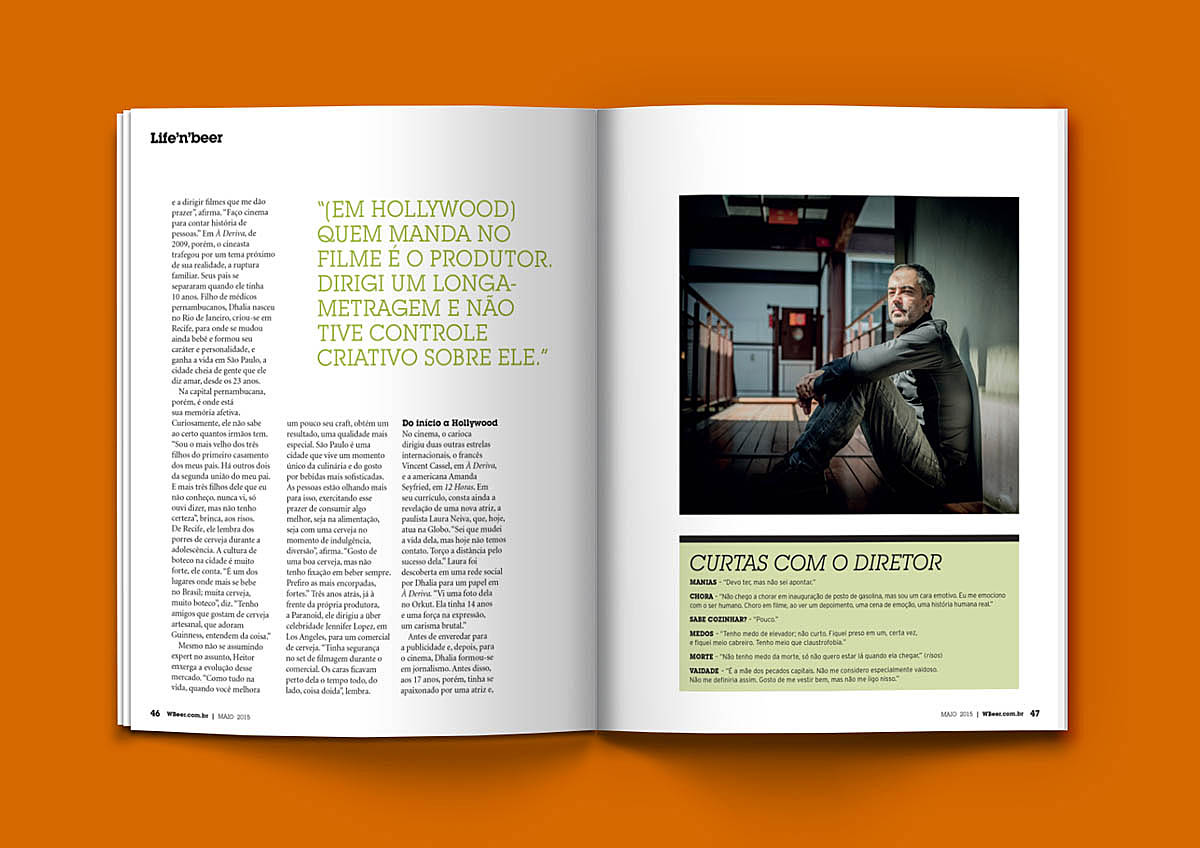 Life'n'beer
e a dirigir filmes que me dão
prazer”, afirma. “Faço cinema
para contar história de
pessoas.” Em À Deriva, de
2009, porém, o cineasta
trafegou por um tema próximo
de sua realidade, a ruptura
familiar. Seus pais se
separaram quando ele tinha
10 anos. Filho de médicos
pernambucanos, Dhalia nasceu
no Rio de Janeiro, criou-se em
Recife, para onde se mudou
ainda bebê e formou seu
caráter e personalidade, e
ganha a vida em São Paulo, a
cidade cheia de gente que ele
diz amar, desde os 23 anos.
Na capital pernambucana,
porém, é onde está
sua memória afetiva.
Curiosamente, ele não sabe
ao certo quantos irmãos tem.
“Sou o mais velho dos três
filhos do primeiro casamento
dos meus pais. Há outros dois
da segunda união do meu pai.
E mais três filhos dele que eu
não conheço, nunca vi, só
ouvi dizer, mas não tenho
certeza”, brinca, aos risos.
De Recife, ele lembra dos
porres de cerveja durante a
adolescência. A cultura de
boteco na cidade é muito
forte, ele conta. “É um dos
lugares onde mais se bebe
no Brasil; muita cerveja,
muito boteco”, diz. “Tenho
amigos que gostam de cerveja
artesanal, que adoram
Guinness, entendem da coisa.”
Mesmo não se assumindo
expert no assunto, Heitor
enxerga a evolução desse
mercado. “Como tudo na
vida, quando você melhora
“(EM HOLLYWOOD)
QUEM MANDA NO
FILME É O PRODUTOR.
DIRIGI UM LONGA-
METRAGEM E NÃO
TIVE CONTROLE
CRIATIVO SOBRE ELE.”
um pouco seu craft, obtém um
resultado, uma qualidade mais
especial. São Paulo é uma
cidade que vive um momento
único da culinária e do gosto
por bebidas mais sofisticadas.
As pessoas estão olhando mais
para isso, exercitando esse
prazer de consumir algo
melhor, seja na alimentação,
seja com uma cerveja no
momento de indulgência,
diversão”, afirma. “Gosto de
uma boa cerveja, mas não
tenho fixação em beber sempre.
Prefiro as mais encorpadas,
fortes.” Três anos atrás, já à
frente da própria produtora,
a Paranoid, ele dirigiu a über
celebridade Jennifer Lopez, em
Los Angeles, para um comercial
de cerveja. “Tinha segurança
no set de filmagem durante o
comercial. Os caras ficavam
perto dela o tempo todo, do
lado, coisa doida”, lembra.
Do início a Hollywood
No cinema, o carioca
dirigiu duas outras estrelas
internacionais, o francês
Vincent Cassel, em À Deriva,
e a americana Amanda
Seyfried, em 12 Horas. Em
seu currículo, consta ainda a
revelação de uma nova atriz, a
paulista Laura Neiva, que, hoje,
atua na Globo. “Sei que mudei
a vida dela, mas hoje não temos
contato. Torço a distância pelo
sucesso dela.” Laura foi
descoberta em uma rede social
por Dhalia para um papel em
À Deriva. “Vi uma foto dela
no Orkut. Ela tinha 14 anos
e uma força na expressão,
um carisma brutal.”
Antes de enveredar para
a publicidade e, depois, para
o cinema, Dhalia formou-se
em jornalismo. Antes disso,
aos 17 anos, porém, tinha se
apaixonado por uma atriz e,
46 WBeer.com.br | MAIO 2015
CURTAS COM O DIRETOR
MANIAS - “Devo ter, mas não sei apontar.”
CHORA - “Não chego a chorar em inauguração de posto de gasolina, mas sou um cara emotivo. Eu me emociono
com o ser humano. Choro em filme, ao ver um depoimento, uma cena de emoção, uma história humana real.”
SABE COZINHAR? - “Pouco.”
MEDOS - “Tenho medo de elevador; não curto. Fiquei preso em um, certa vez,
e fiquei meio cabreiro. Tenho meio que claustrofobia.”
MORTE - “Não tenho medo da morte, só não quero estar lá quando ela chegar.” (risos)
VAIDADE - “É a mãe dos pecados capitais. Não me considero especialmente vaidoso.
Não me definiria assim. Gosto de me vestir bem, mas não me ligo nisso.”
MAIO 2015 | WBeer.com.br 47